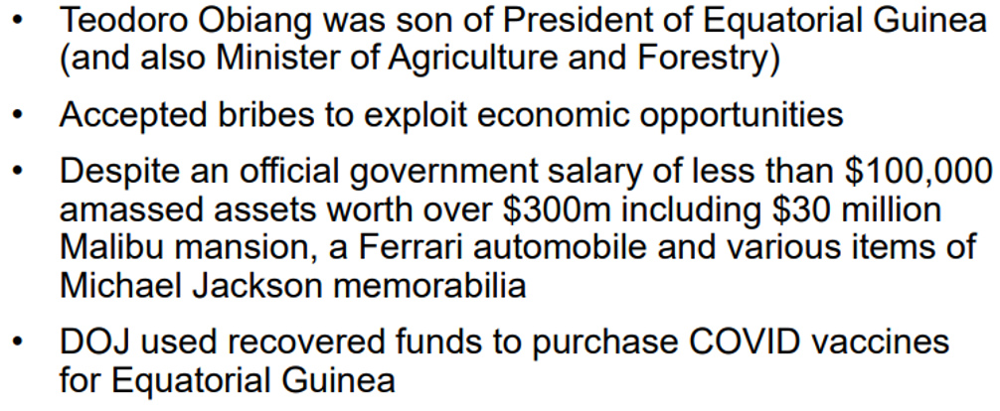 • Teodoro Obiang was son of President of Equatorial Guinea
(and also Minister of Agriculture and Forestry)
• Accepted bribes to exploit economic opportunities
• Despite an official government salary of less than $100,000
amassed assets worth over $300m including $30 million
Malibu mansion, a Ferrari automobile and various items of
Michael Jackson memorabilia
• DOJ used recovered funds to purchase COVID vaccines
for Equatorial Guinea